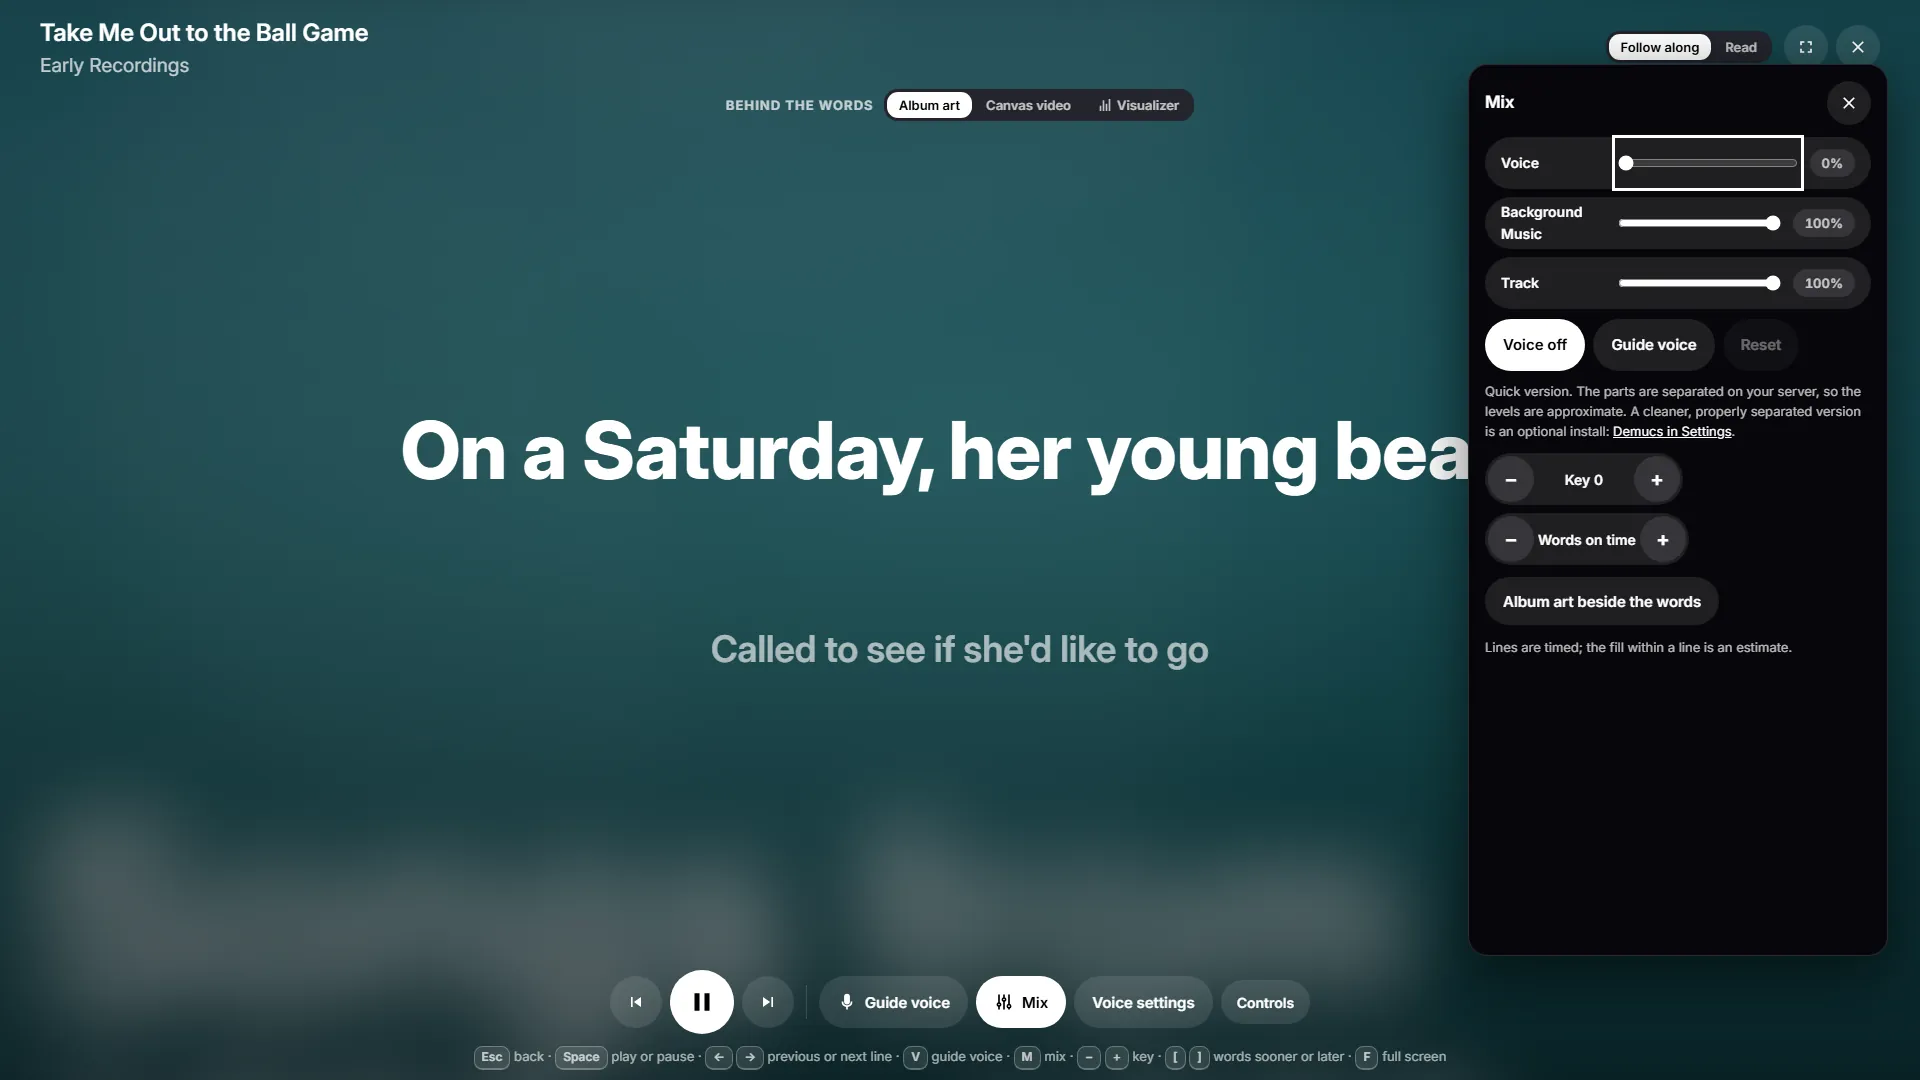 Take Me Out to the Ball Game
Early Recordings
Follow along Read
BEHIND THE WORDS Album art Canvas video Visualizer
Mix
Voice 0%
Background
Music 100%
Track 100%
Voice off Guide voice Reset
Quick version. The parts are separated on your server, so the
levels are approximate. A cleaner, properly separated version
is an optional install: Demucs in Settings.
− Key 0 +
− Words on time +
Album art beside the words
Lines are timed; the fill within a line is an estimate.
On a Saturday, her young bea
Called to see if she'd like to go
Guide voice Mix Voice settings Controls
Esc back · Space play or pause · ← → previous or next line · V guide voice · M mix · − + key · [ ] words sooner or later · F full screen